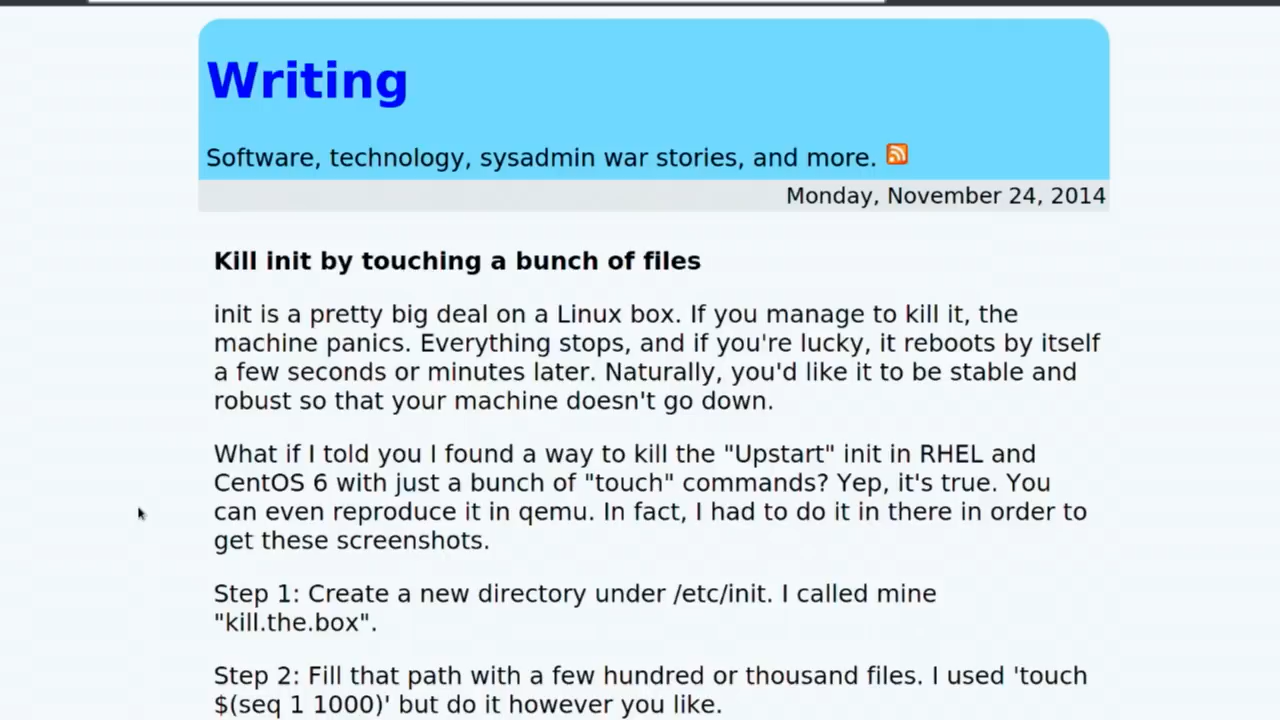 Writing
Software, technology, sysadmin war stories, and more.
Monday, November 24, 2014
Kill init by touching a bunch of files
init is a pretty big deal on a Linux box. If you manage to kill it, the
machine panics. Everything stops, and if you're lucky, it reboots by itself
a few seconds or minutes later. Naturally, you'd like it to be stable and
robust so that your machine doesn't go down.
What if I told you I found a way to kill the "Upstart" init in RHEL and
CentOS 6 with just a bunch of "touch" commands? Yep, it's true. You
can even reproduce it in qemu. In fact, I had to do it in there in order to
get these screenshots.
Step 1: Create a new directory under /etc/init. I called mine
"kill.the.box".
Step 2: Fill that path with a few hundred or thousand files. I used 'touch
$(seq 1 1000)' but do it however you like.